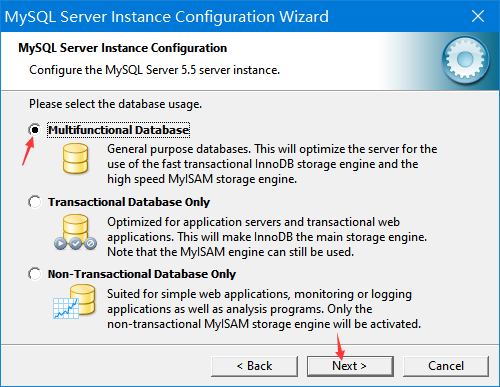 MySQL Server Instance Configuration Wizard
MySQL Server Instance Configuration
Configure the MySQL Server 5.5 server instance.
Please select the database usage.
Multifunctional Database
General purpose databases. This will optimize the server for the
use of the fast transactional InnoDB storage engine and the
high speed MyISAM storage engine.
Transactional Database Only
Optimized for application servers and transactional web
applications. This will make InnoDB the main storage engine.
Note that the MyISAM engine can still be used.
Non-Transactional Database Only
Suited for simple web applications, monitoring or logging
applications as well as analysis programs. Only the
non-transactional MyISAM storage engine will be activated.
< Back
Next >
Cancel